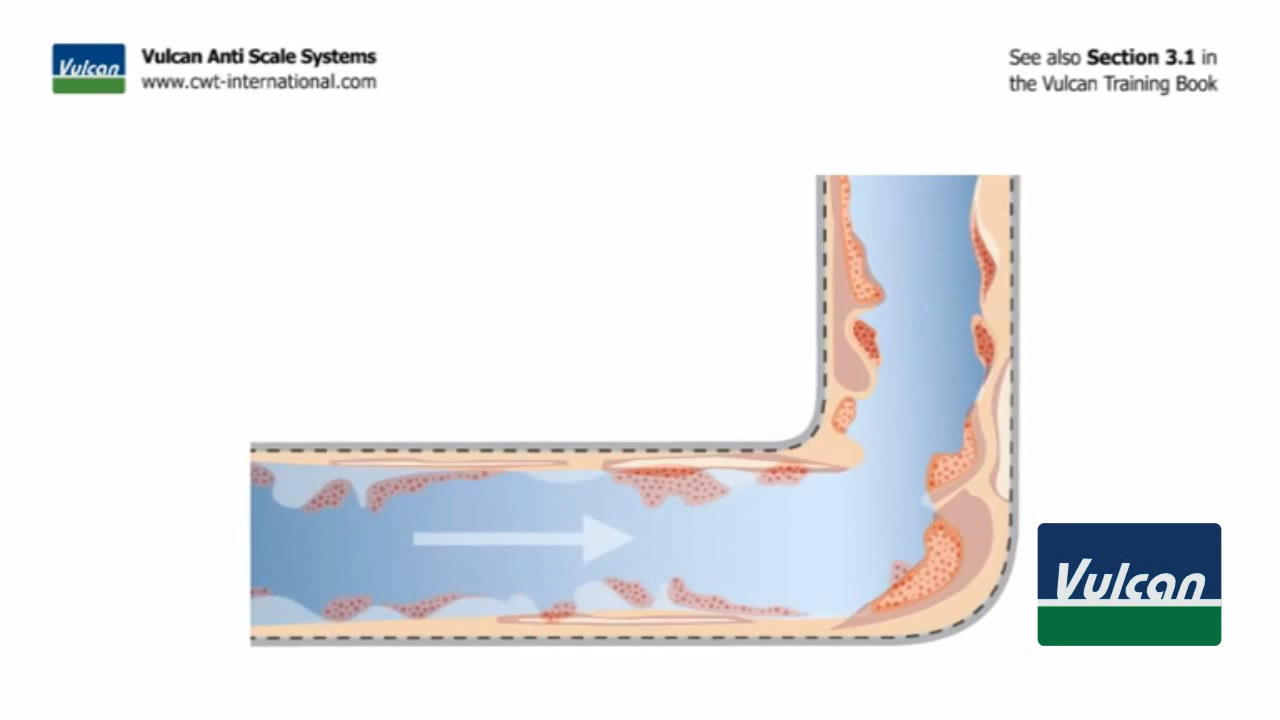 Vulcan
Vulcan Anti Scale Systems
www.cwt-international.com
See also Section 3.1 in
the Vulcan Training Book
Vulcan